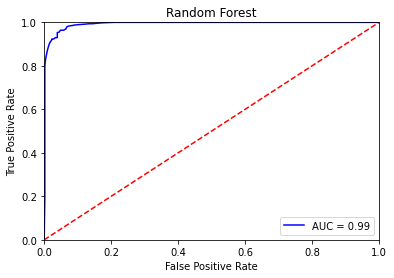 Random Forest
True Positive Rate
1.0
0.8
0.6
0.4
0.2
0.0
AUC = 0.99
0.0 0.2 0.4 0.6 0.8 1.0
False Positive Rate